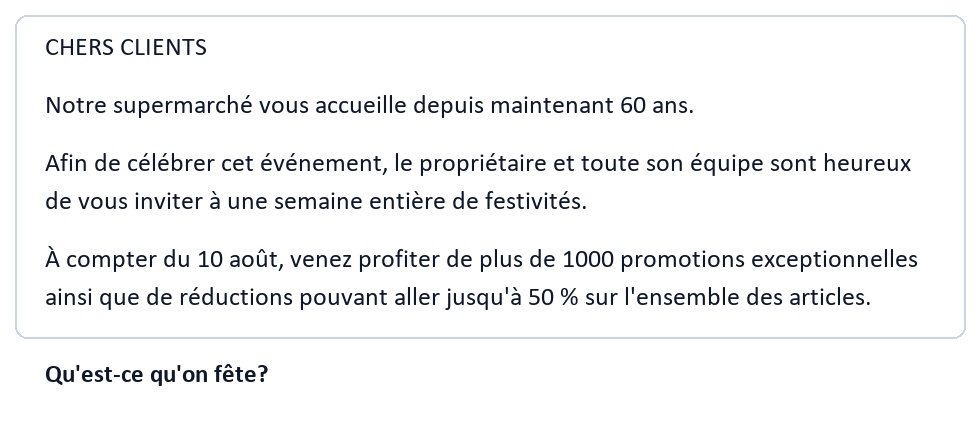 CHERS CLIENTS
Notre supermarché vous accueille depuis maintenant 60 ans.
Afin de célébrer cet événement, le propriétaire et toute son équipe sont heureux
de vous inviter à une semaine entière de festivités.
À compter du 10 août, venez profiter de plus de 1000 promotions exceptionnelles
ainsi que de réductions pouvant aller jusqu'à 50 % sur l'ensemble des articles.
Qu'est-ce qu'on fête?